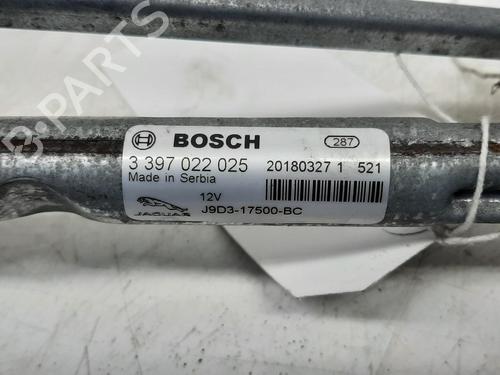 B-PARTS
BOSCH
287
3 397 022 025
20180327 1 521
Made in Serbia
12V
JAGUAR
J9D3-17500-BC